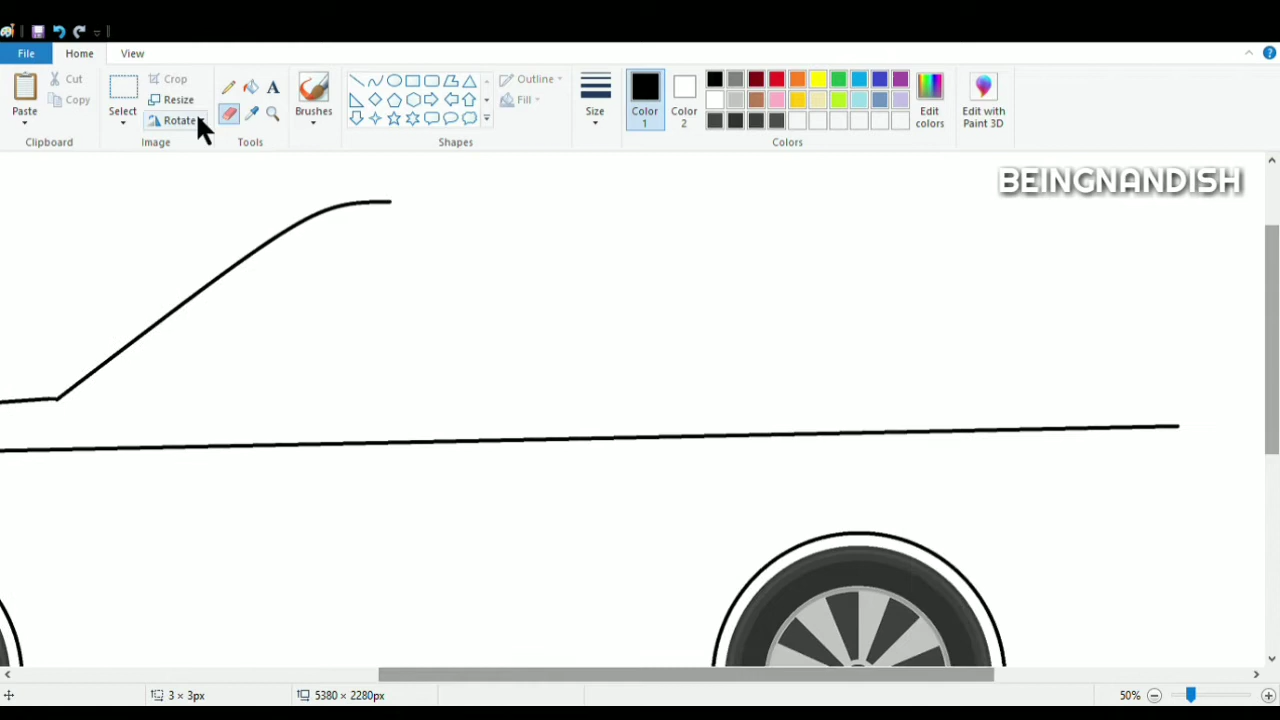 File Home View
Paste
Cut
Copy
Clipboard
Select
Crop
Resize
Rotate
Image
A
Tools
Brushes
Shapes
Outline
Fill
Size
Color 1
Color 2
Edit colors
Colors
Edit with Paint 3D
BEINGNANDISH
3 × 3px 5380 × 2280px 50%